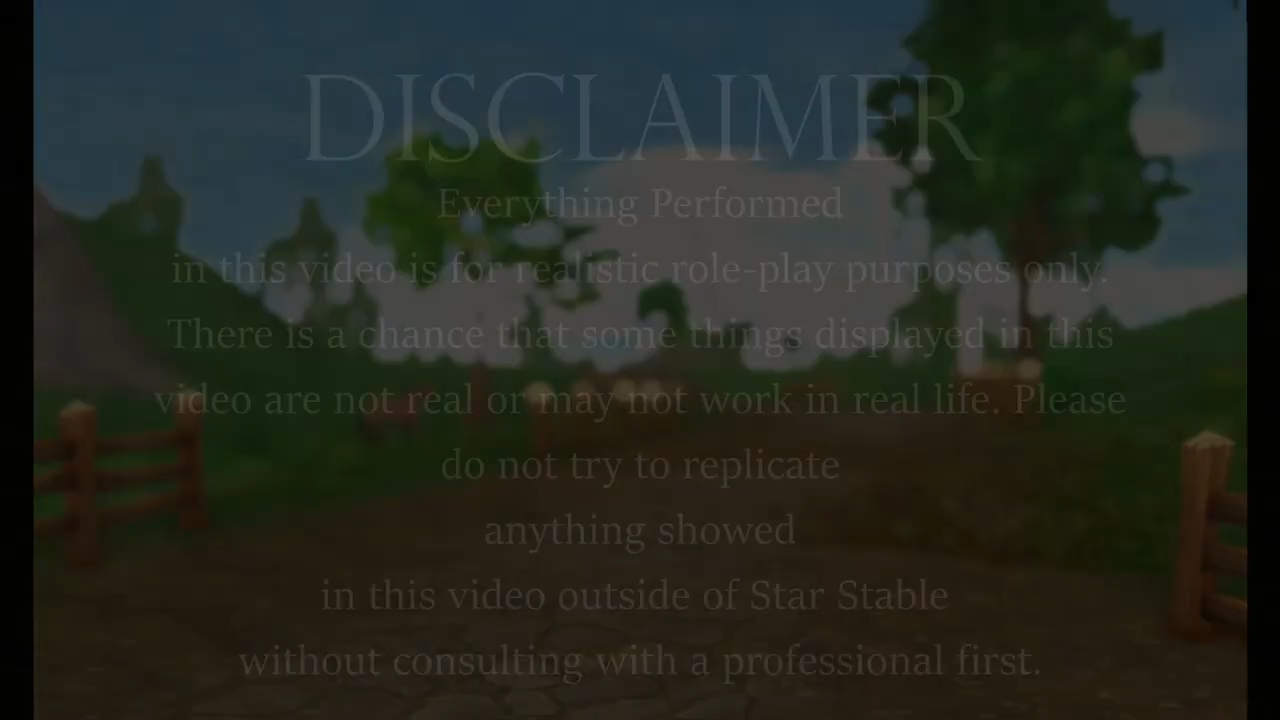 DISCLAIMER
Everything Performed
in this video is for realistic role-play purposes only.
There is a chance that some things displayed in this
video are not real or may not work in real life. Please
do not try to replicate
anything showed
in this video outside of Star Stable
without consulting with a professional first.